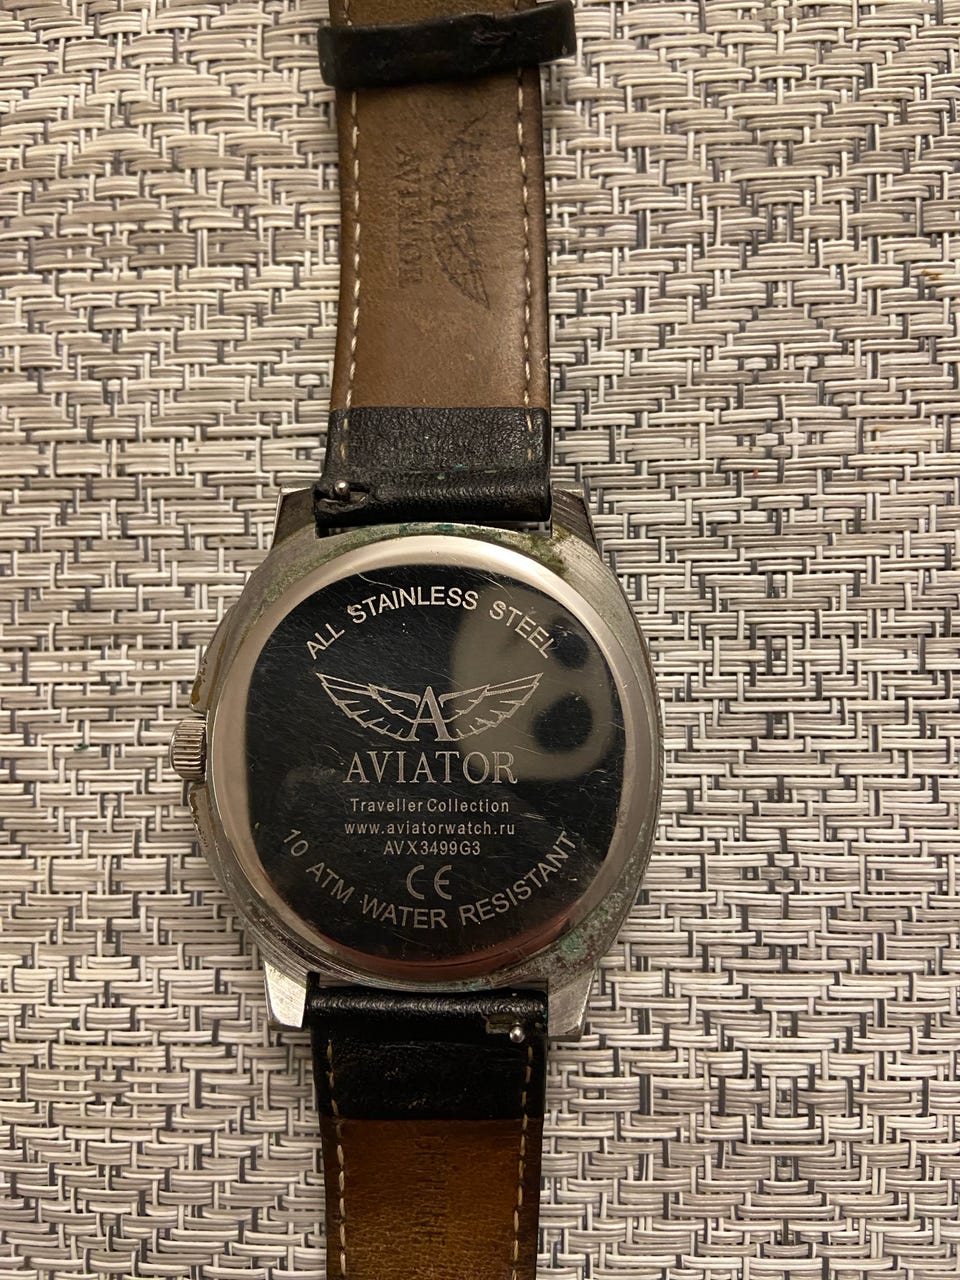 AVIATOR
ALL STAINLESS STEEL
A
AVIATOR
Traveller Collection
www.aviatorwatch.ru
AVX3499G3
CE
10 ATM WATER RESISTANT